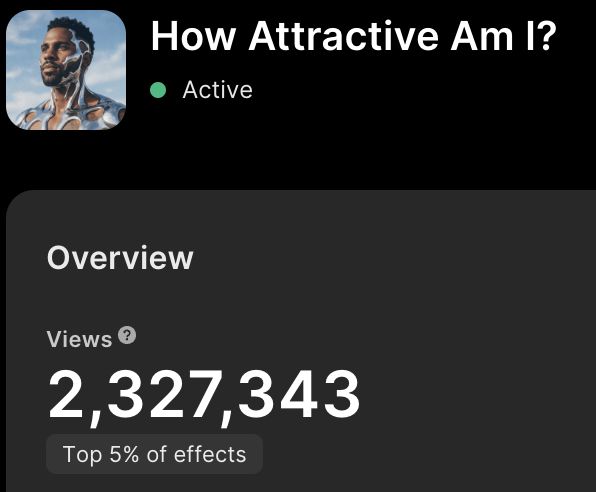 How Attractive Am I?
Active
Overview
Views ?
2,327,343
Top 5% of effects